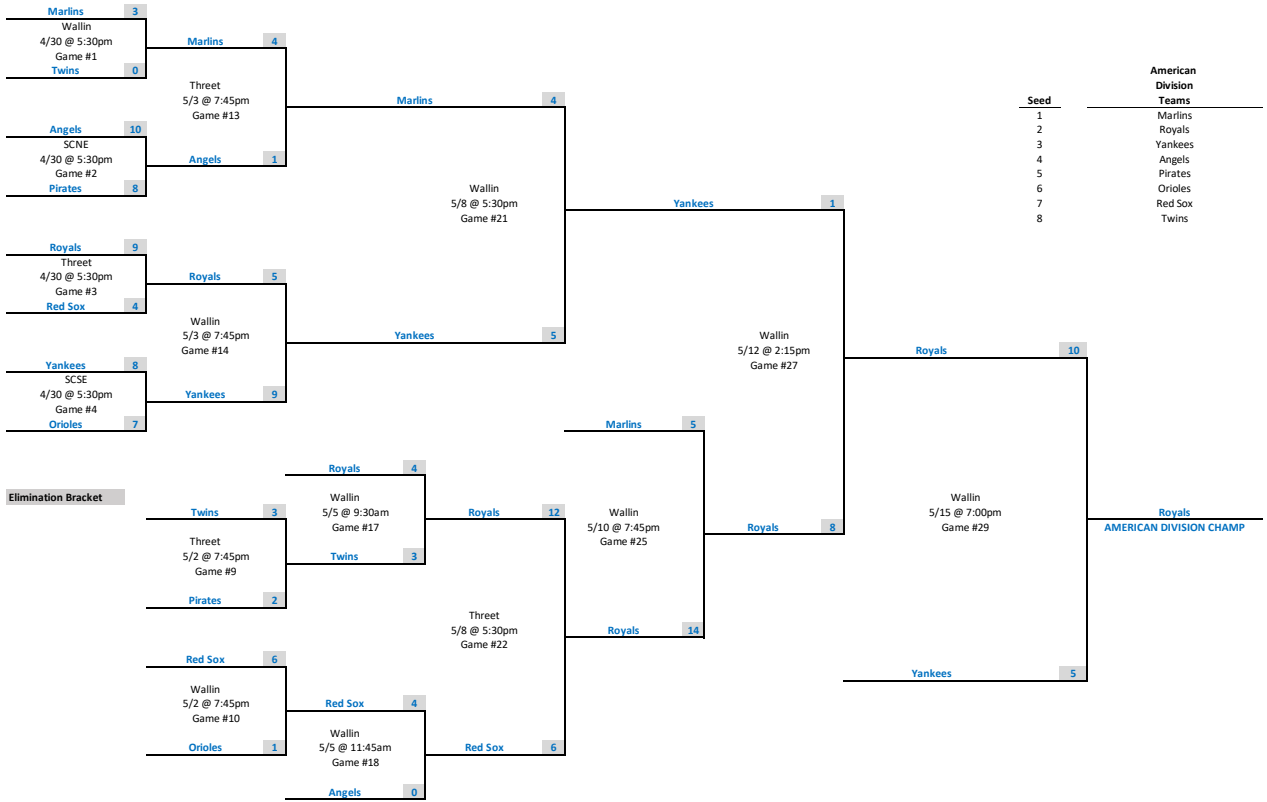 Marlins 3
Wallin
4/30 @ 5:30pm
Game #1
Twins 0
Marlins 4
Threet
5/3 @ 7:45pm
Game #13
Angels 10
SCNE
4/30 @ 5:30pm
Game #2
Pirates 8
Angels 1
Marlins 4
Wallin
5/8 @ 5:30pm
Game #21
Royals 9
Threet
4/30 @ 5:30pm
Game #3
Red Sox 4
Royals 5
Wallin
5/3 @ 7:45pm
Game #14
Yankees 8
SCSE
4/30 @ 5:30pm
Game #4
Orioles 7
Yankees 9
Yankees 5
Yankees 1
Wallin
5/12 @ 2:15pm
Game #27
American
Division
Seed Teams
1 Marlins
2 Royals
3 Yankees
4 Angels
5 Pirates
6 Orioles
7 Red Sox
8 Twins
Elimination Bracket
Twins 3
Threet
5/2 @ 7:45pm
Game #9
Pirates 2
Royals 4
Wallin
5/5 @ 9:30am
Game #17
Twins 3
Red Sox 6
Wallin
5/2 @ 7:45pm
Game #10
Orioles 1
Red Sox 4
Wallin
5/5 @ 11:45am
Game #18
Angels 0
Royals 12
Threet
5/8 @ 5:30pm
Game #22
Red Sox 6
Marlins 5
Wallin
5/10 @ 7:45pm
Game #25
Royals 14
Royals 8
Royals 10
Wallin
5/15 @ 7:00pm
Game #29
Yankees 5
Royals
AMERICAN DIVISION CHAMP